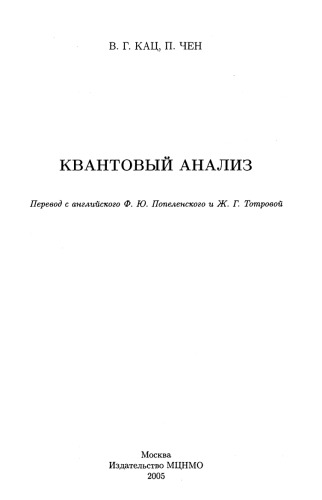 В. Г. КАЦ, П. ЧЕН
КВАНТОВЫЙ АНАЛИЗ
Перевод с английского Ф. Ю. Попеленского и Ж. Г. Тотровой
Москва
Издательство МЦНМО
2005